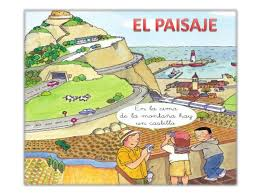 EL PAISAJE
En la cima
de la montaña hay
un castillo